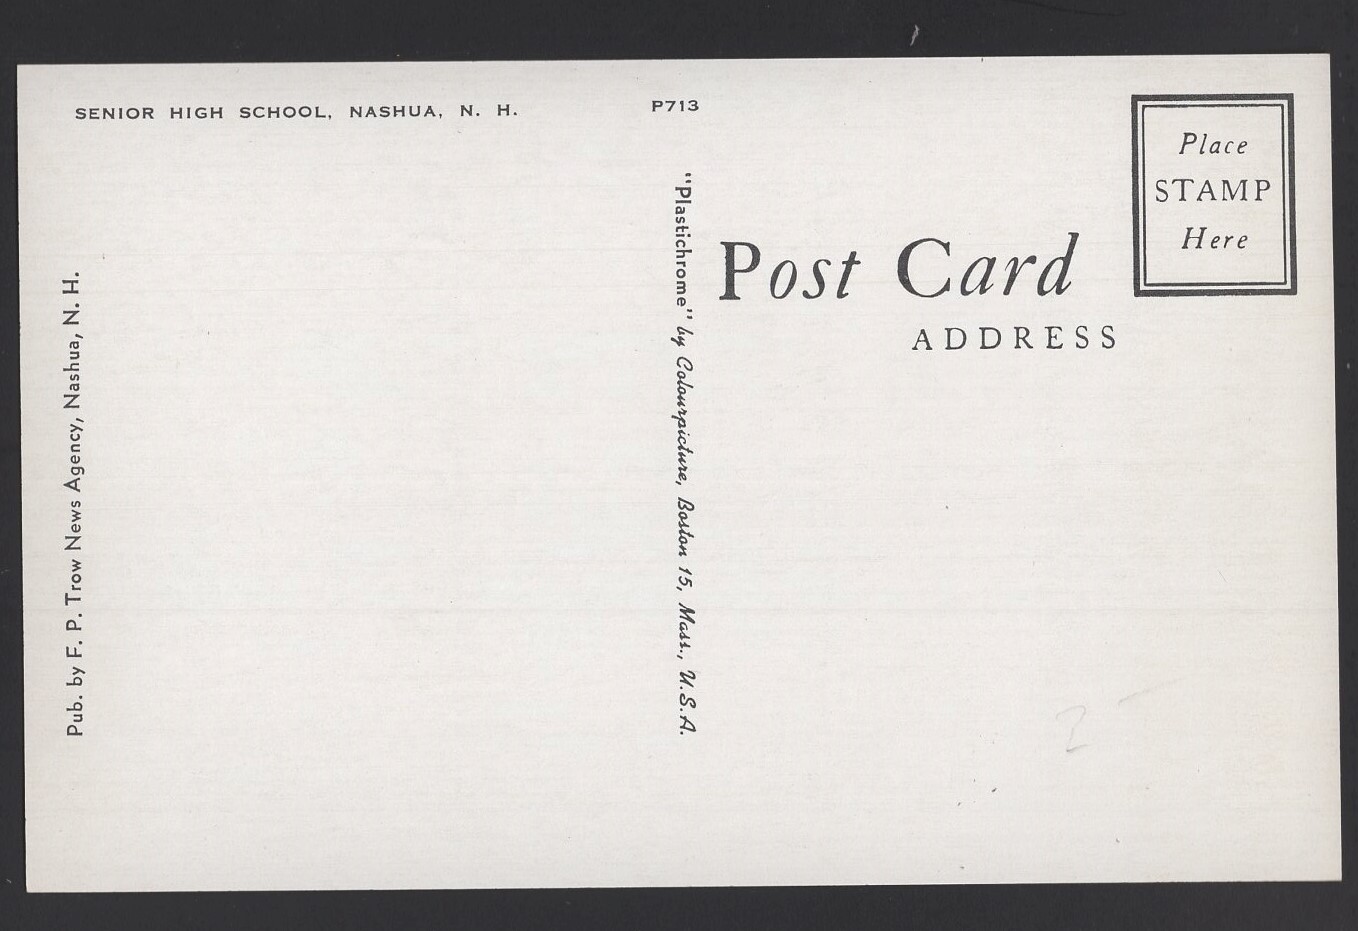 SENIOR HIGH SCHOOL, NASHUA, N. H.
P713
Place
STAMP
Here
Post Card
ADDRESS
"Plastichrome" by Colourpicture, Boston 15, Mass., U.S.A.
Pub. by F. P. Trow News Agency, Nashua, N. H.